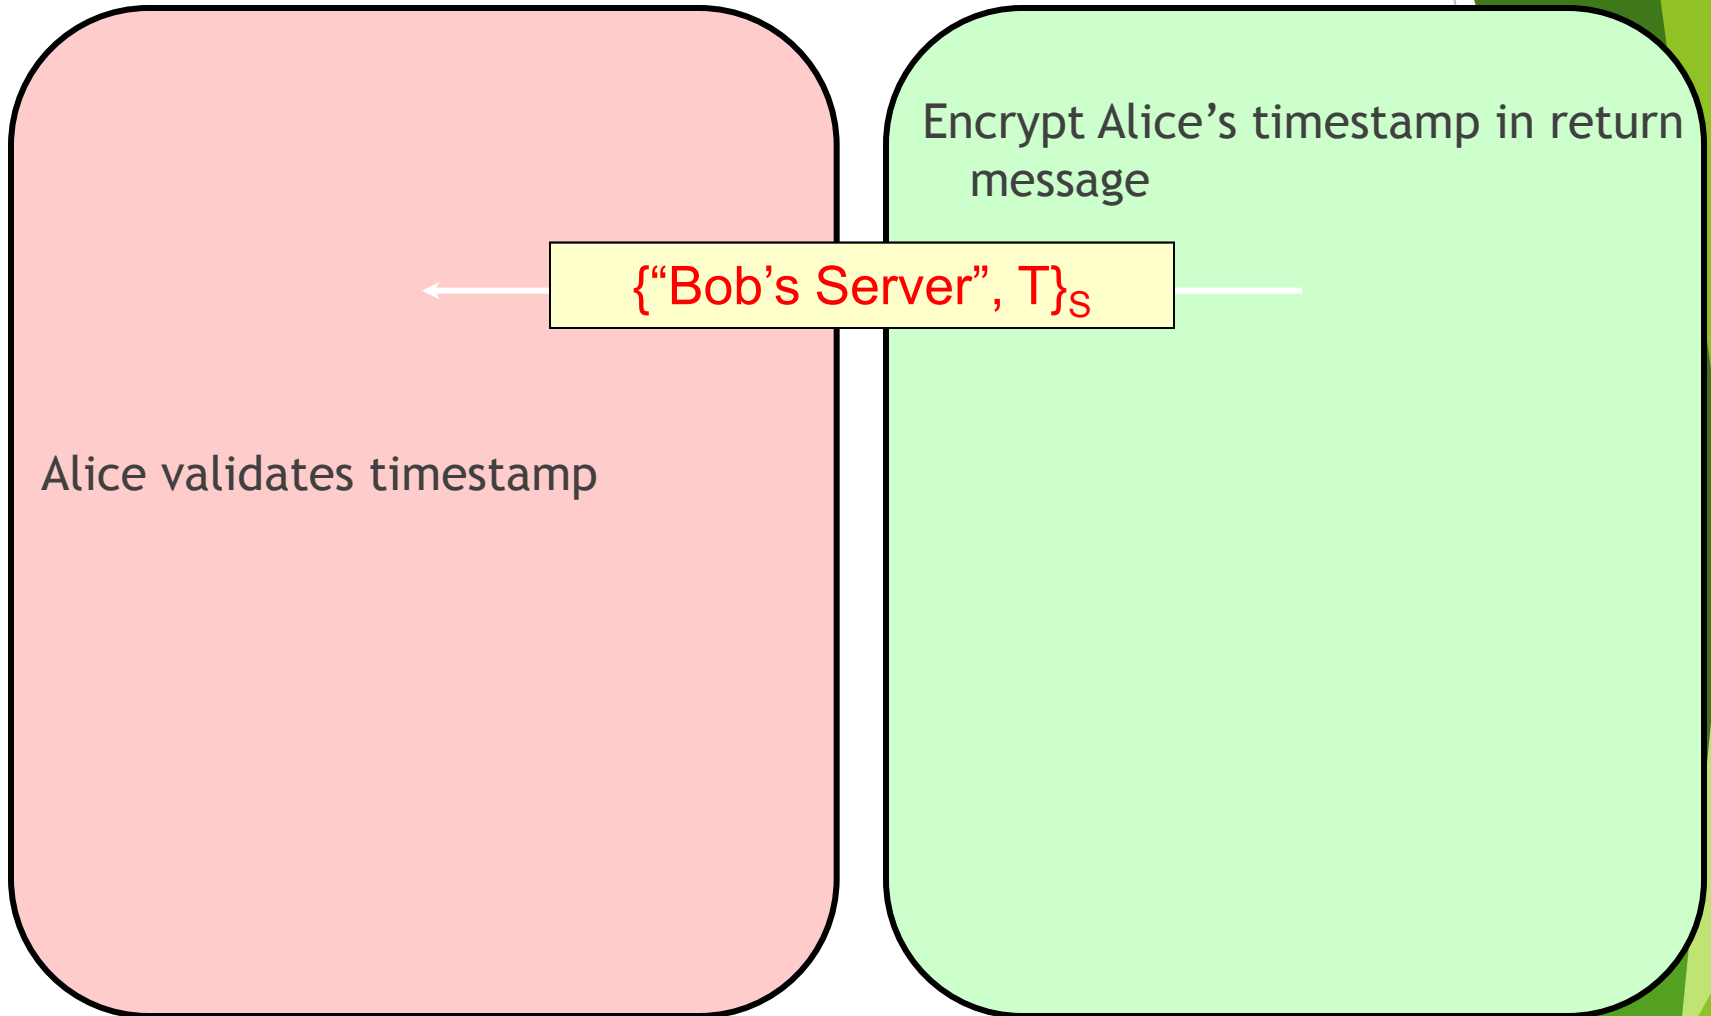 Encrypt Alice’s timestamp in return
message
{“Bob’s Server”, T}S
Alice validates timestamp